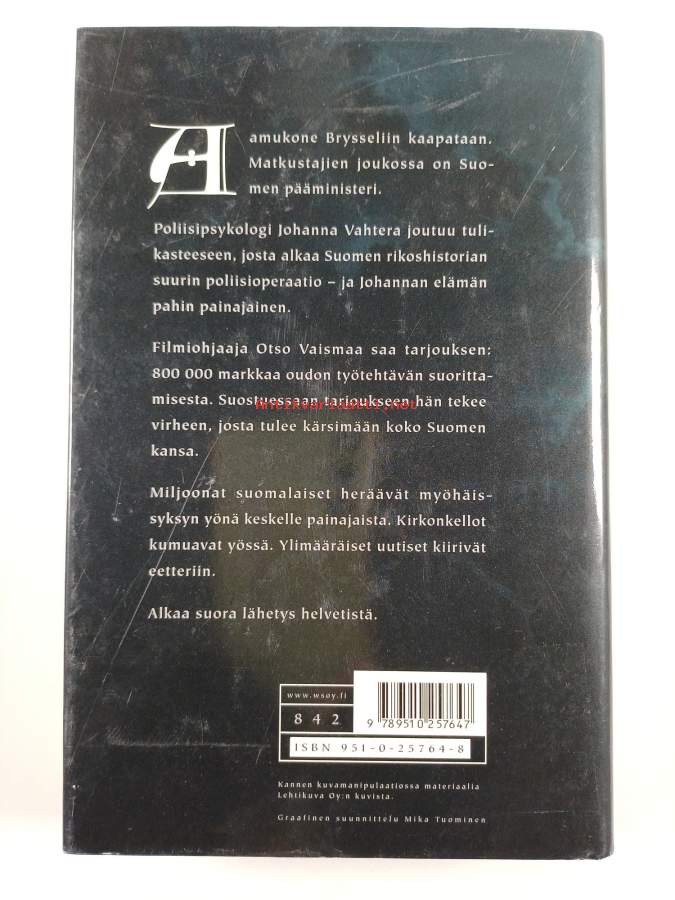 Aamukone Brysseliin kaapataan.
Matkustajien joukossa on Suo-
men pääministeri.
Poliisipsykologi Johanna Vahtera joutuu tuli-
kasteeseen, josta alkaa Suomen rikoshistorian
suurin poliisioperaatio – ja Johannan elämän
pahin painajainen.
Filmiohjaaja Otso Vaismaa saa tarjouksen:
800 000 markkaa oudon työtehtävän suoritta-
misesta. Suostuessaan tarjoukseen hän tekee
antikvariaatti.net
virheen, josta tulee kärsimään koko Suomen
kansa.
Miljoonat suomalaiset heräävät myöhäis-
syksyn yönä keskelle painajaista. Kirkonkellot
kumuavat yössä. Ylimääräiset uutiset kiirivät
eetteriin.
Alkaa suora lähetys helvetistä.
www.wsoy.fi
842
9 789510 257647
ISBN 951-0-25764-8
Kannen kuvamanipulaatiossa materiaalia
Lehtikuva Oy:n kuvista.
Graafinen suunnittelu Mika Tuominen